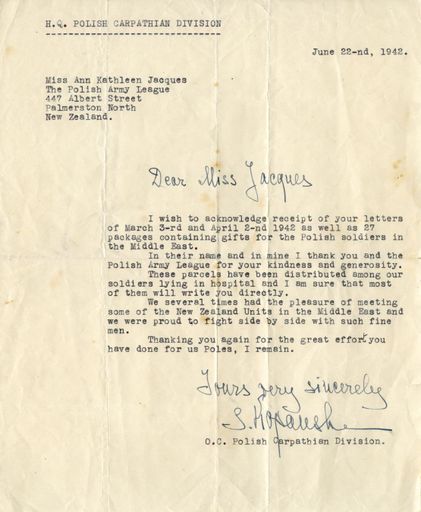 H.Q. POLISH CARPATHIAN DIVISION
June 22-nd, 1942.
Miss Ann Kathleen Jacques
The Polish Army League
447 Albert Street
Palmerston North
New Zealand.
Dear Miss Jacques
I wish to acknowledge receipt of your letters
of March 3-rd and April 2-nd 1942 as well as 27
packages containing gifts for the Polish soldiers in
the Middle East.
In their name and in mine I thank you and the
Polish Army League for your kindness and generosity.
These parcels have been distributed among our
soldiers lying in hospital and I am sure that most
of them will write you directly.
We several times had the pleasure of meeting
some of the New Zealand Units in the Middle East and
we were proud to fight side by side with such fine
men.
Thanking you again for the great effort you
have done for us Poles, I remain.
Yours very sincerely
S. Kopański
O.C. Polish Carpathian Division.